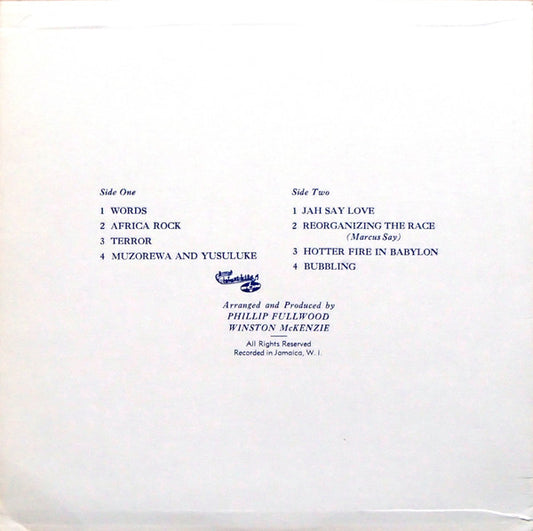 Side One
1 WORDS
2 AFRICA ROCK
3 TERROR
4 MUZOREWA AND YUSULUKE
Side Two
1 JAH SAY LOVE
2 REORGANIZING THE RACE
(Marcus Say)
3 HOTTER FIRE IN BABYLON
4 BUBBLING
Arranged and Produced by
PHILLIP FULLWOOD
WINSTON McKENZIE
All Rights Reserved
Recorded in Jamaica, W. I.